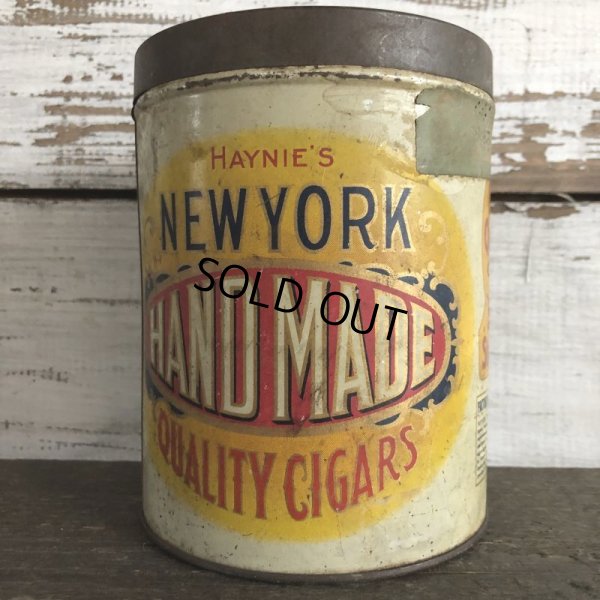 HAYNIE'S
NEW YORK
HAND MADE
SOLD OUT
QUALITY CIGARS